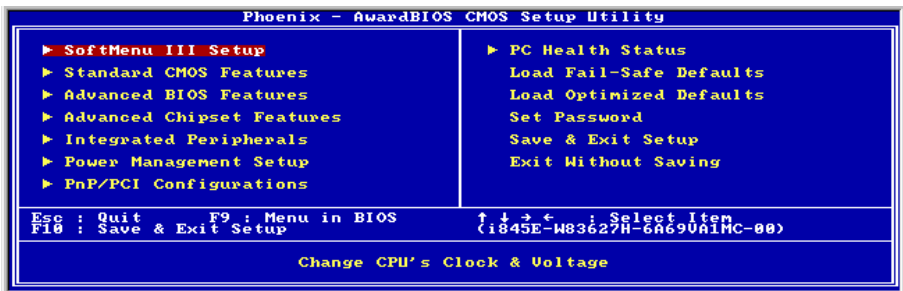 Phoenix - AwardBIOS CMOS Setup Utility
▶ SoftMenu III Setup
▶ Standard CMOS Features
▶ Advanced BIOS Features
▶ Advanced Chipset Features
▶ Integrated Peripherals
▶ Power Management Setup
▶ PnP/PCI Configurations
▶ PC Health Status
Load Fail-Safe Defaults
Load Optimized Defaults
Set Password
Save & Exit Setup
Exit Without Saving
Esc : Quit F9 : Menu in BIOS ↑ ↓ → ← : Select Item
F10 : Save & Exit Setup (i845E-W83627H-6A69VA1MC-00)
Change CPU's Clock & Voltage